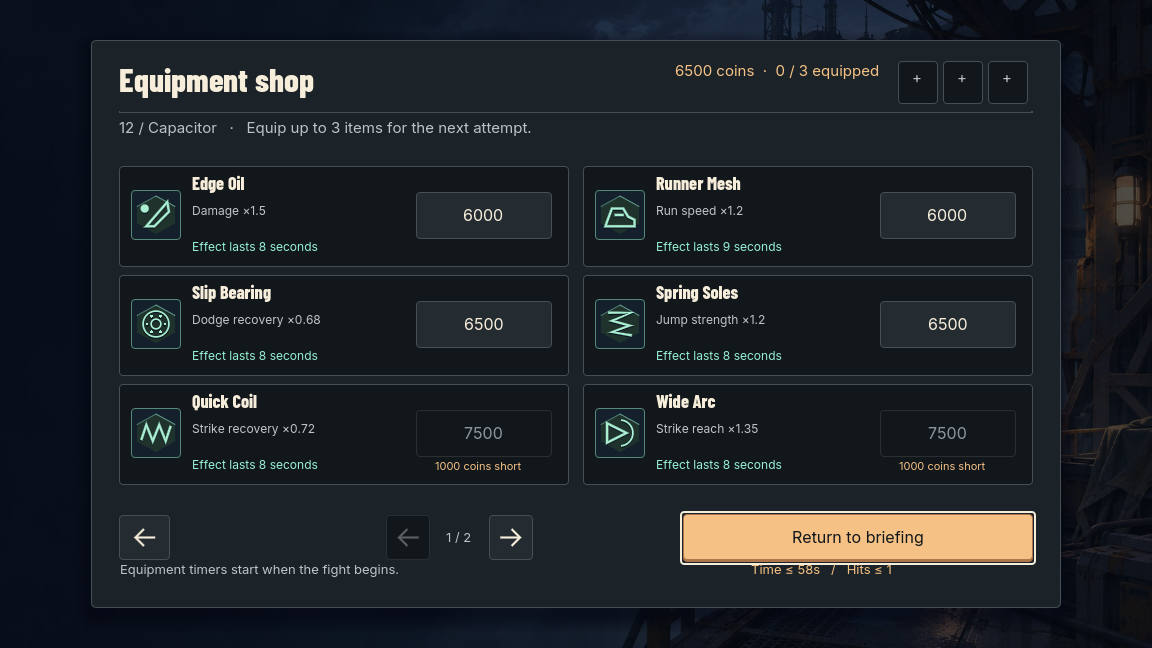 Equipment shop
6500 coins · 0 / 3 equipped
+ + +
12 / Capacitor · Equip up to 3 items for the next attempt.
Edge Oil
Damage ×1.5
Effect lasts 8 seconds
6000
Runner Mesh
Run speed ×1.2
Effect lasts 9 seconds
6000
Slip Bearing
Dodge recovery ×0.68
Effect lasts 8 seconds
6500
Spring Soles
Jump strength ×1.2
Effect lasts 8 seconds
6500
Quick Coil
Strike recovery ×0.72
Effect lasts 8 seconds
7500
1000 coins short
Wide Arc
Strike reach ×1.35
Effect lasts 8 seconds
7500
1000 coins short
1 / 2
Return to briefing
Equipment timers start when the fight begins.
Time ≤ 58s / Hits ≤ 1